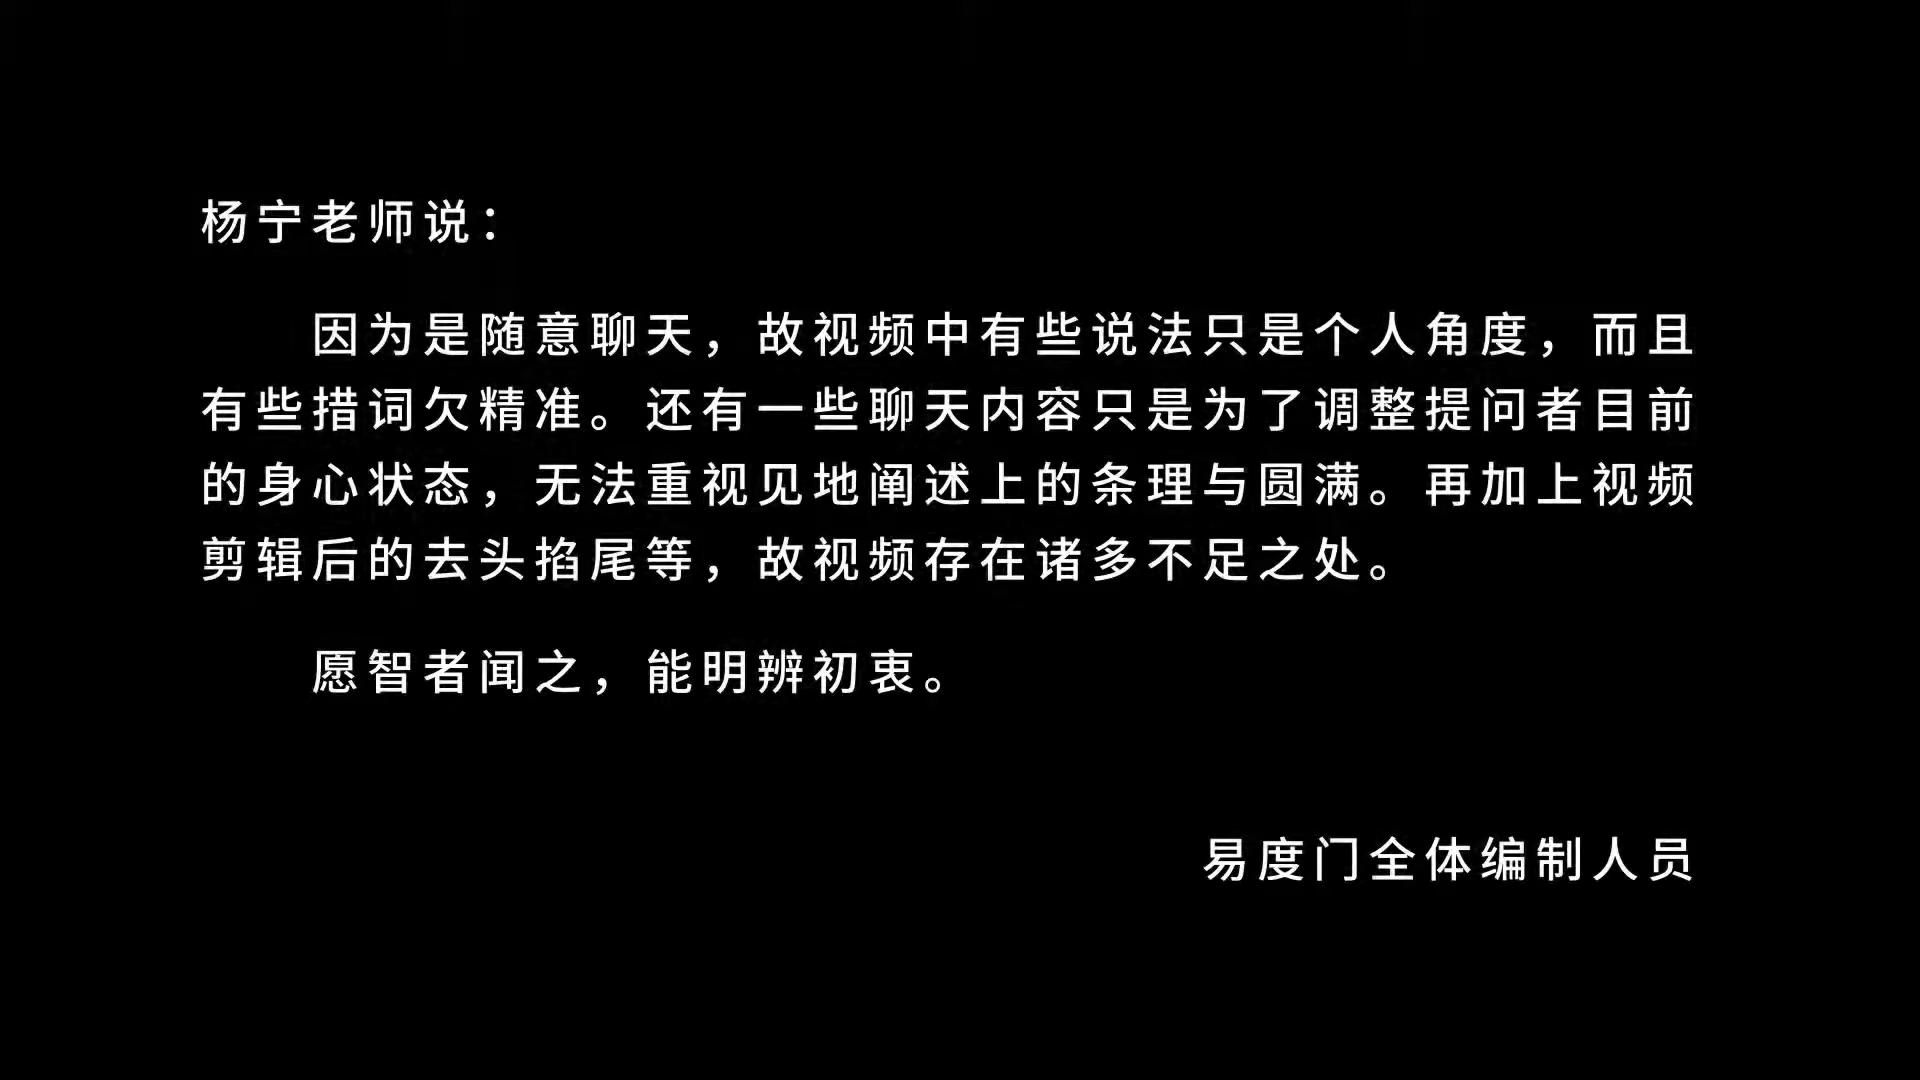 杨宁老师说：
因为是随意聊天，故视频中有些说法只是个人角度，而且
有些措词欠精准。还有一些聊天内容只是为了调整提问者目前
的身心状态，无法重视见地阐述上的条理与圆满。再加上视频
剪辑后的去头掐尾等，故视频存在诸多不足之处。
愿智者闻之，能明辨初衷。
易度门全体编制人员